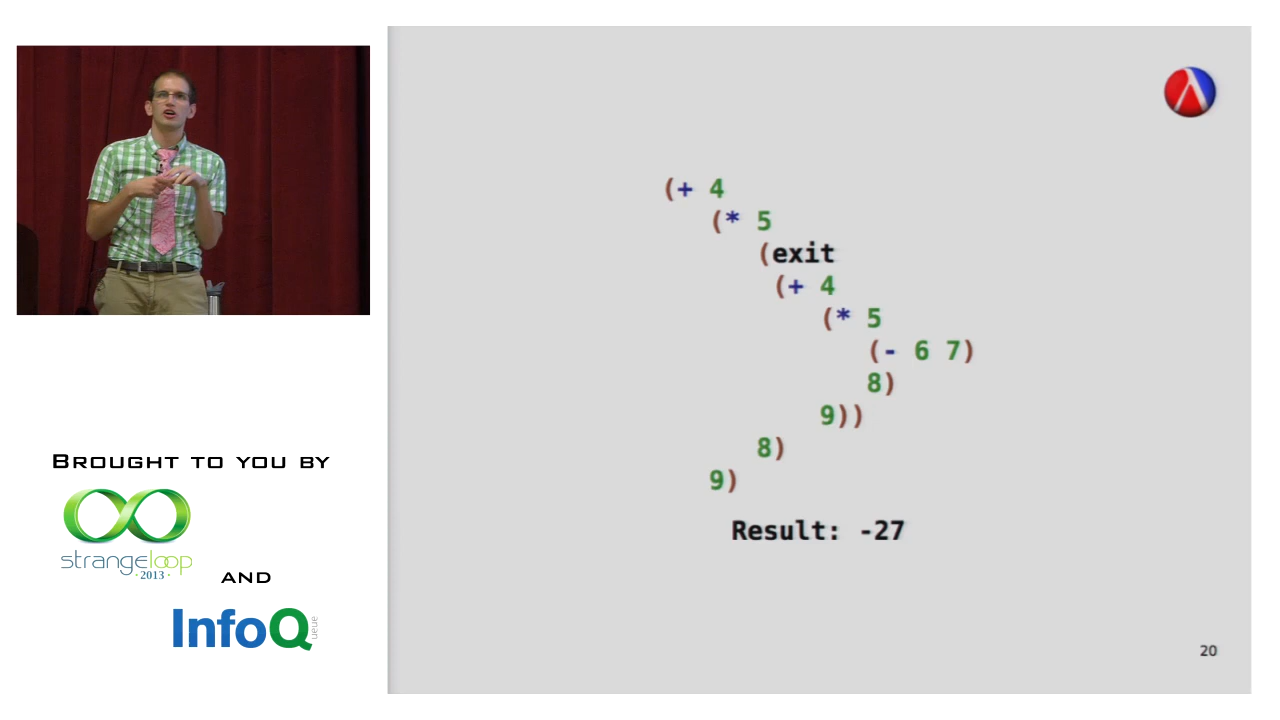 (+ 4
(* 5
(exit
(+ 4
(* 5
(- 6 7)
8)
9))
8)
9)
Result: -27
20
BROUGHT TO YOU BY
strangeloop
· 2013 ·
AND
InfoQ
ueue